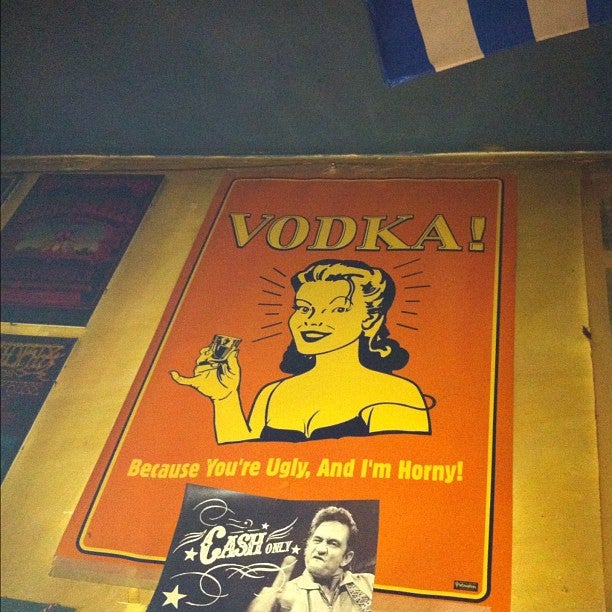 VODKA!
Because You're Ugly, And I'm Horny!
CASH ONLY